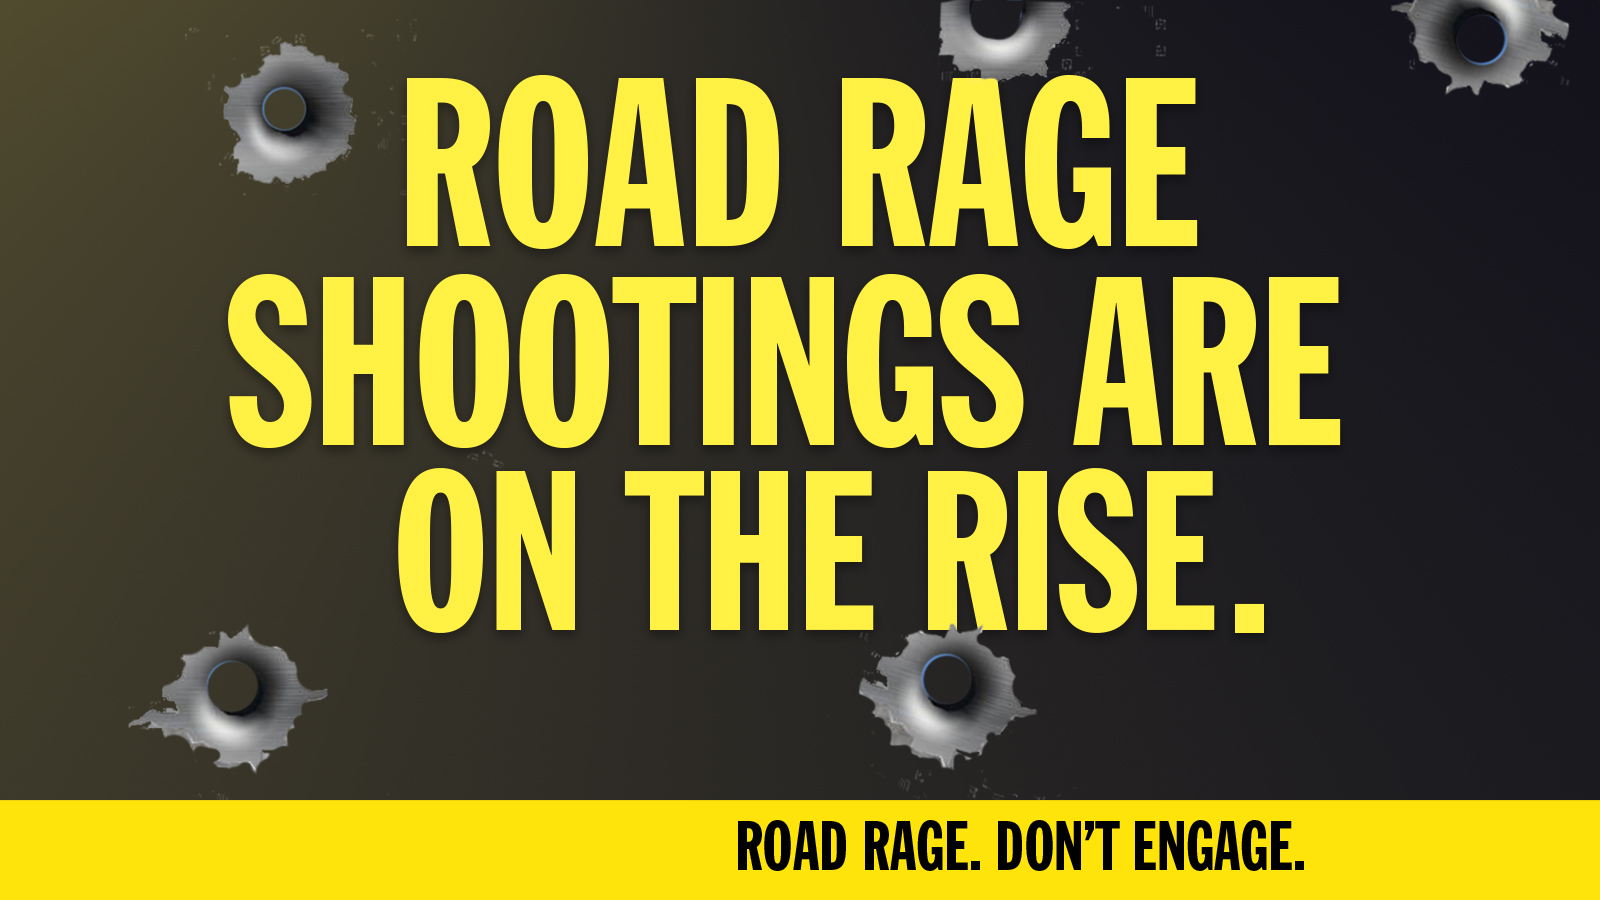 ROAD RAGE
SHOOTINGS ARE
ON THE RISE.
ROAD RAGE. DON’T ENGAGE.